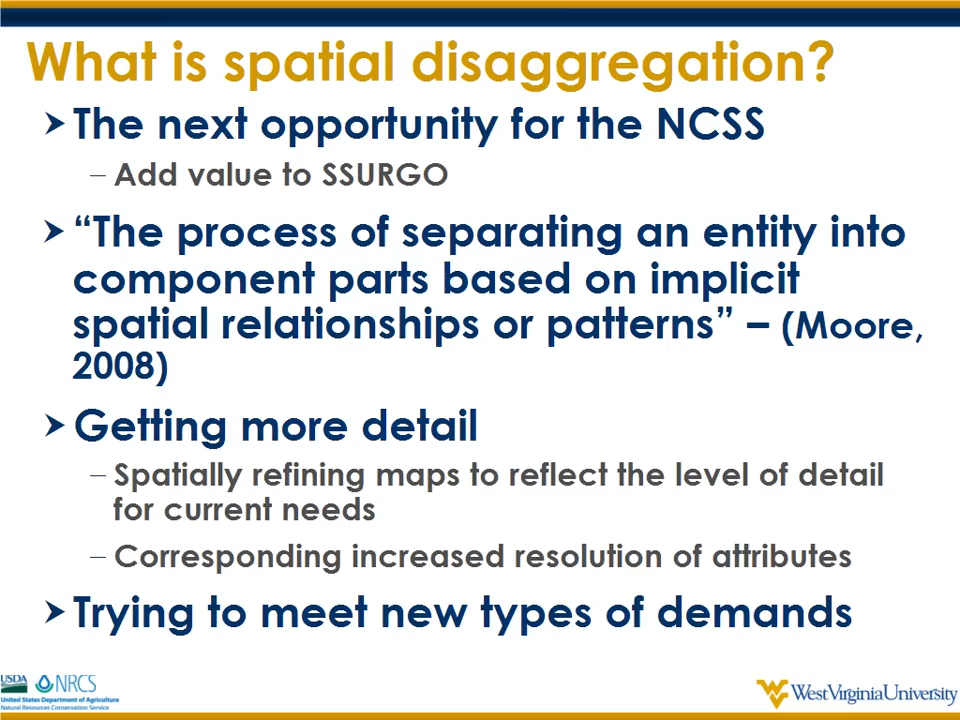 What is spatial disaggregation?
➤ The next opportunity for the NCSS
– Add value to SSURGO
➤ “The process of separating an entity into
component parts based on implicit
spatial relationships or patterns” – (Moore,
2008)
➤ Getting more detail
– Spatially refining maps to reflect the level of detail
for current needs
– Corresponding increased resolution of attributes
➤ Trying to meet new types of demands
USDA NRCS
United States Department of Agriculture
Natural Resources Conservation Service
WestVirginiaUniversity